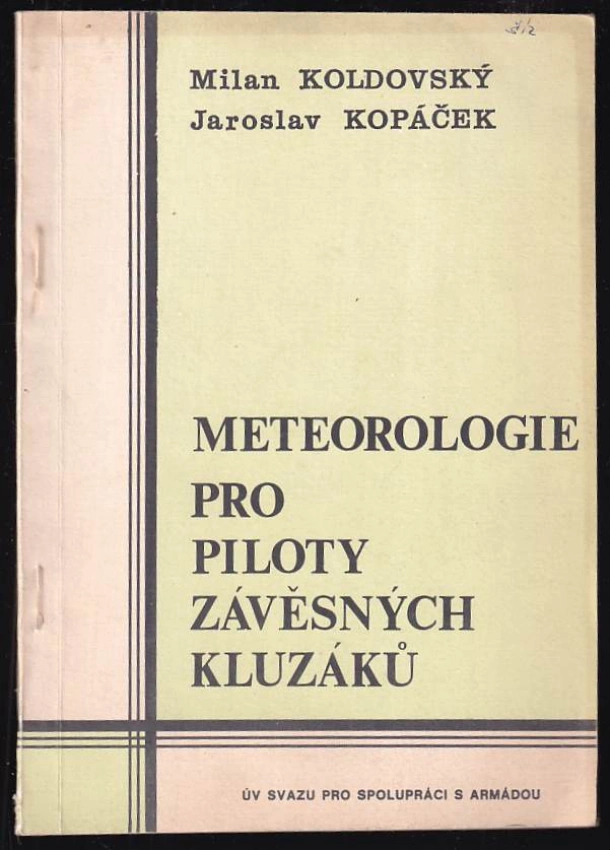 Milan KOLDOVSKÝ
Jaroslav KOPÁČEK
METEOROLOGIE
PRO
PILOTY
ZÁVĚSNÝCH
KLUZÁKŮ
ÚV SVAZU PRO SPOLUPRÁCI S ARMÁDOU